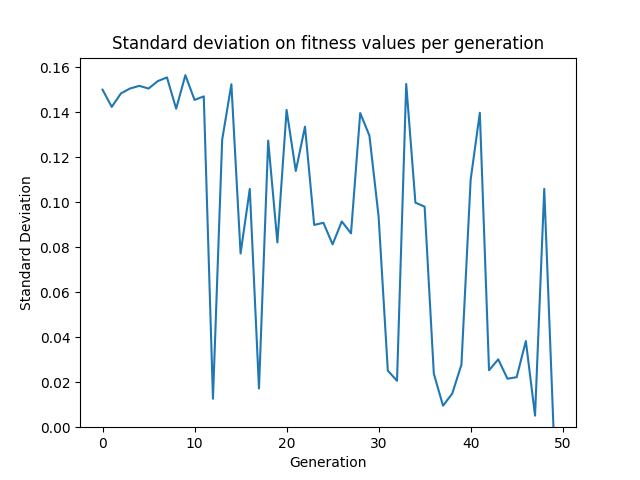 Standard deviation on fitness values per generation
0.16
0.14
0.12
0.10
0.08
0.06
0.04
0.02
0.00
Standard Deviation
0 10 20 30 40 50
Generation